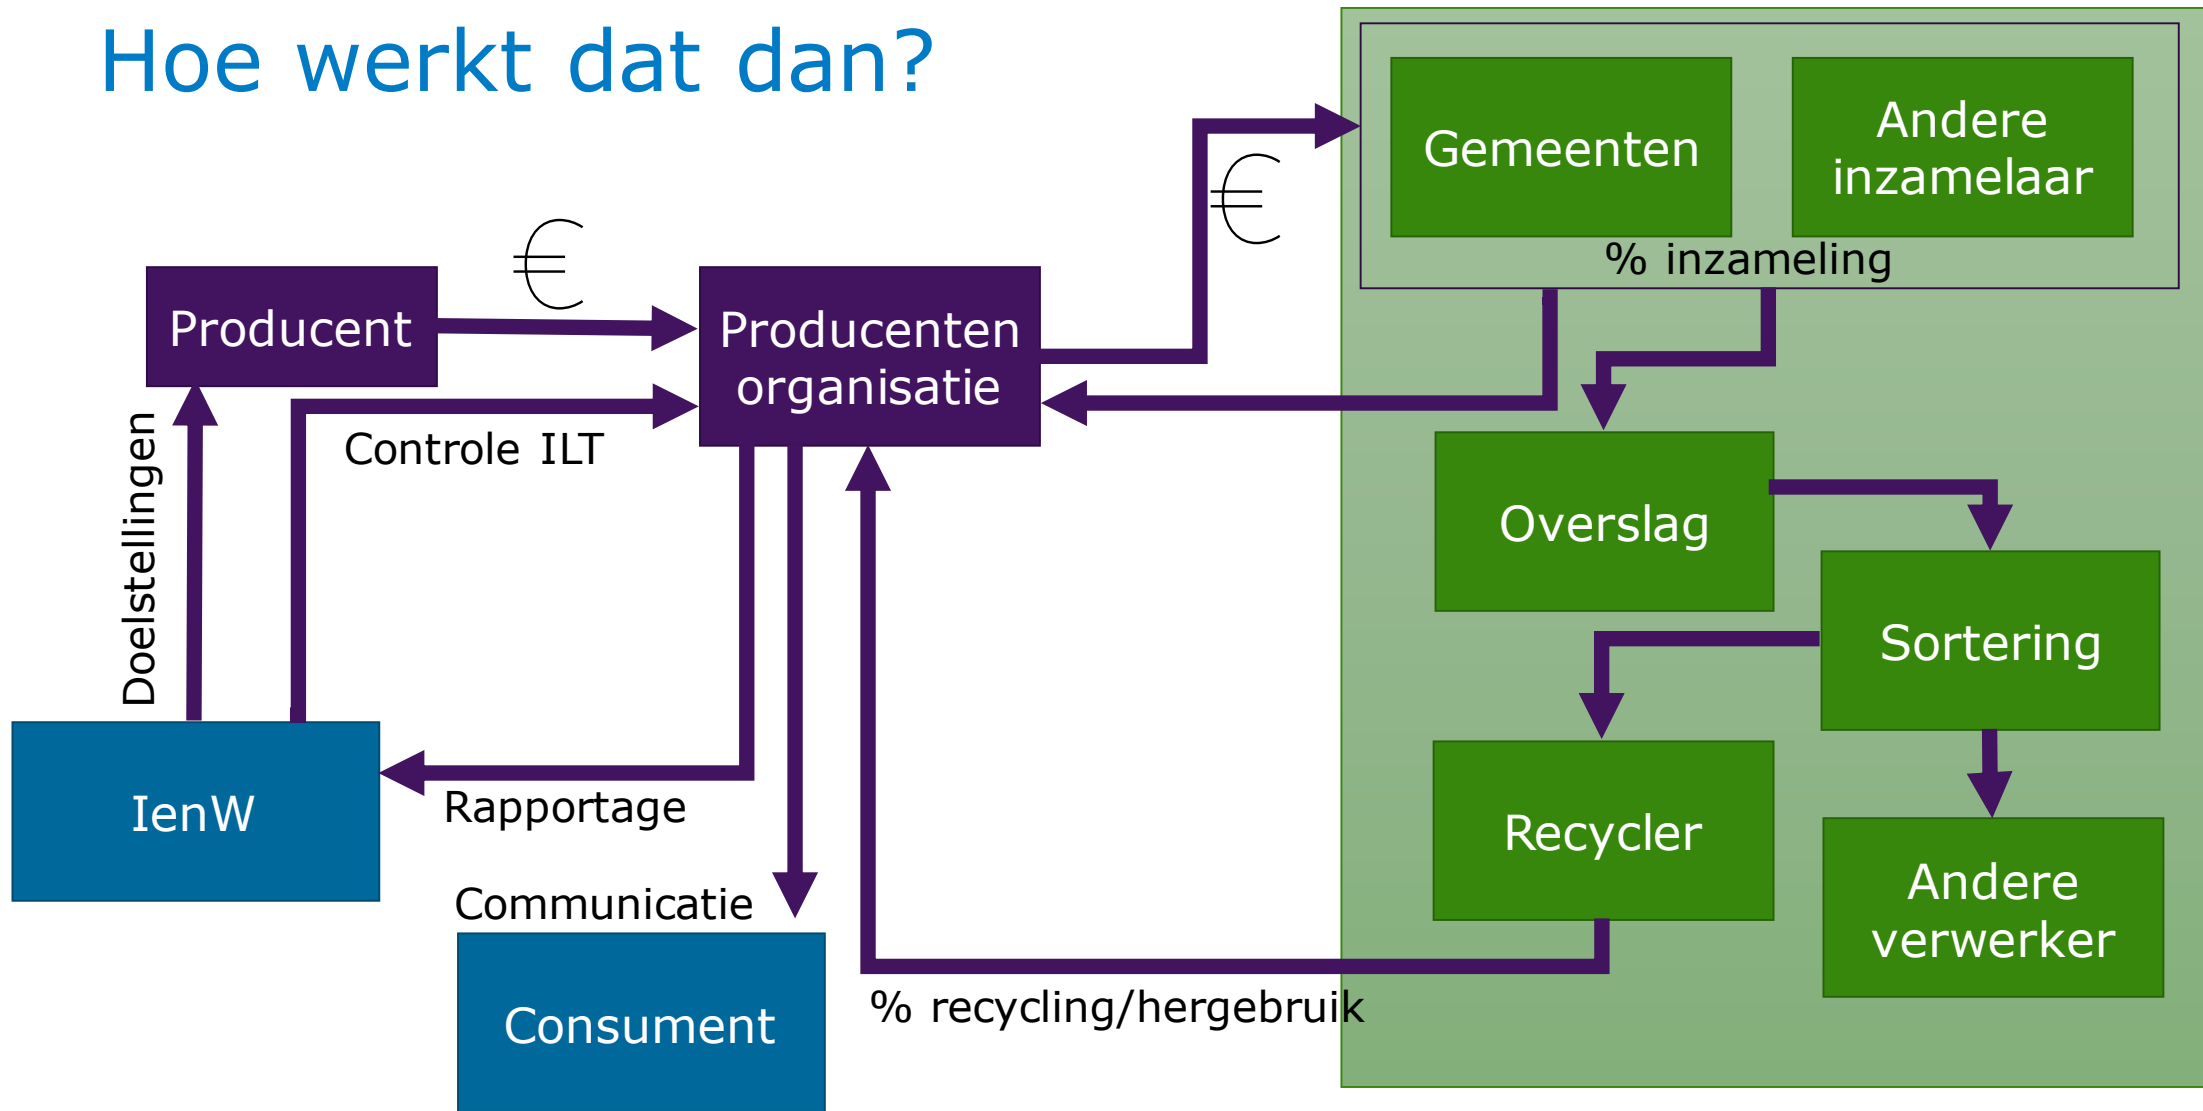 Hoe werkt dat dan?
Gemeenten
Andere
inzamelaar
% inzameling
€
€
Producent
Producenten
organisatie
Controle ILT
Doelstellingen
Overslag
Sortering
IenW
Rapportage
Recycler
Andere
verwerker
Communicatie
Consument
% recycling/hergebruik